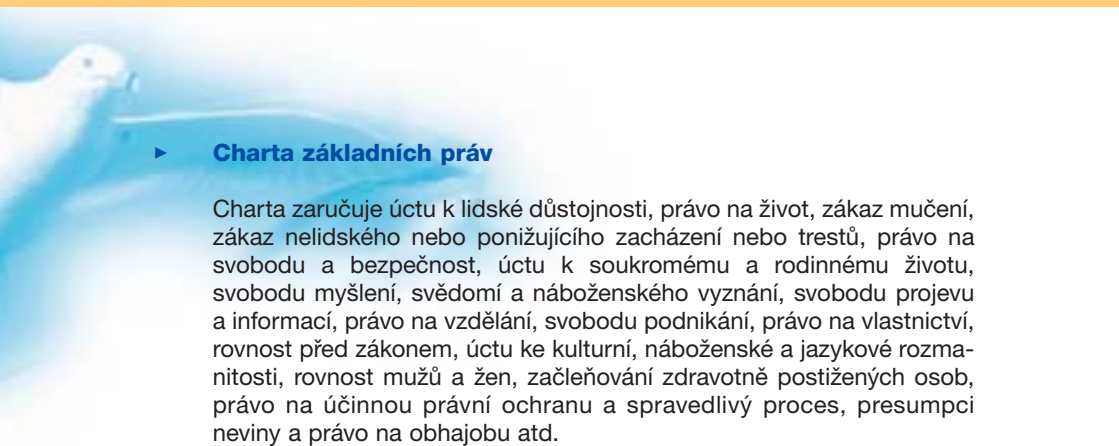 ► Charta základních práv
Charta zaručuje úctu k lidské důstojnosti, právo na život, zákaz mučení,
zákaz nelidského nebo ponižujícího zacházení nebo trestů, právo na
svobodu a bezpečnost, úctu k soukromému a rodinnému životu,
svobodu myšlení, svědomí a náboženského vyznání, svobodu projevu
a informací, právo na vzdělání, svobodu podnikání, právo na vlastnictví,
rovnost před zákonem, úctu ke kulturní, náboženské a jazykové rozma-
nitosti, rovnost mužů a žen, začleňování zdravotně postižených osob,
právo na účinnou právní ochranu a spravedlivý proces, presumpci
neviny a právo na obhajobu atd.